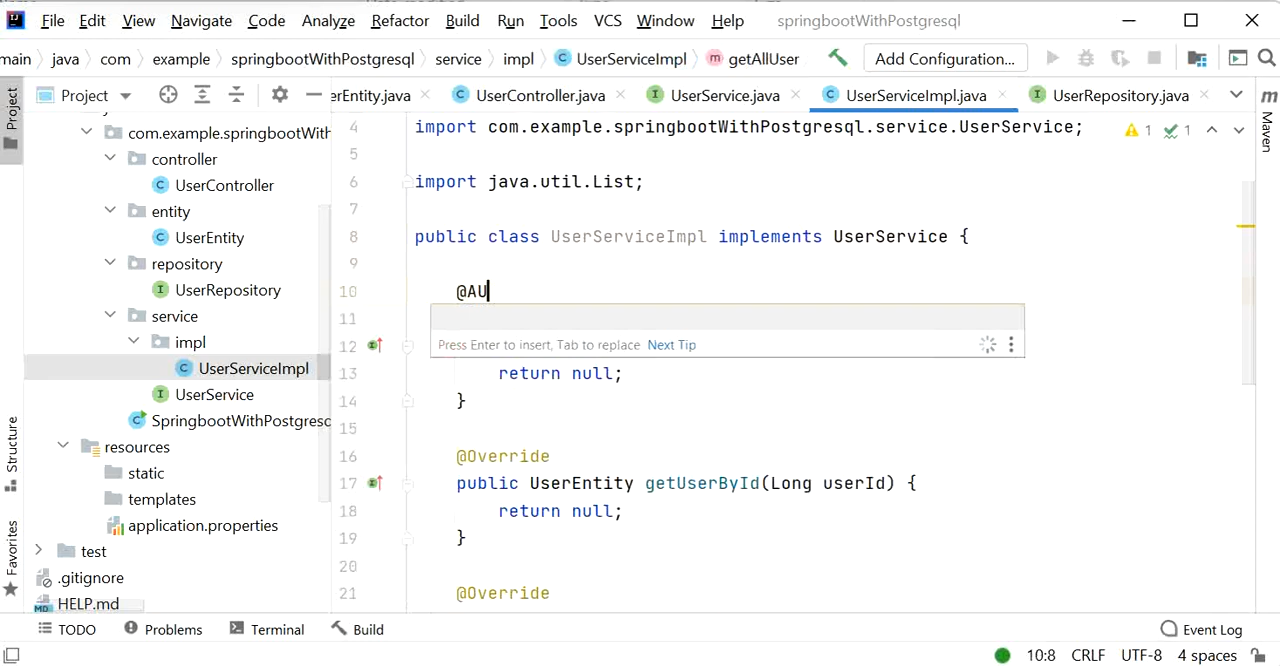 File Edit View Navigate Code Analyze Refactor Build Run Tools VCS Window Help springbootWithPostgresql
main java com example springbootWithPostgresql service impl UserServiceImpl getAllUser Add Configuration...
Project erEntity.java UserController.java UserService.java UserServiceImpl.java UserRepository.java
Project
Maven
com.example.springbootWith
controller
UserController
entity
UserEntity
repository
UserRepository
service
impl
UserServiceImpl
UserService
SpringbootWithPostgresq
resources
static
templates
application.properties
test
.gitignore
HELP.md
Structure
Favorites
4 import com.example.springbootWithPostgresql.service.UserService; 1 1
5
6 import java.util.List;
7
8 public class UserServiceImpl implements UserService {
9
10 @AU
11
Press Enter to insert, Tab to replace Next Tip
12
13 return null;
14 }
15
16 @Override
17 public UserEntity getUserById(Long userId) {
18 return null;
19 }
20
21 @Override
TODO Problems Terminal Build Event Log
10:8 CRLF UTF-8 4 spaces